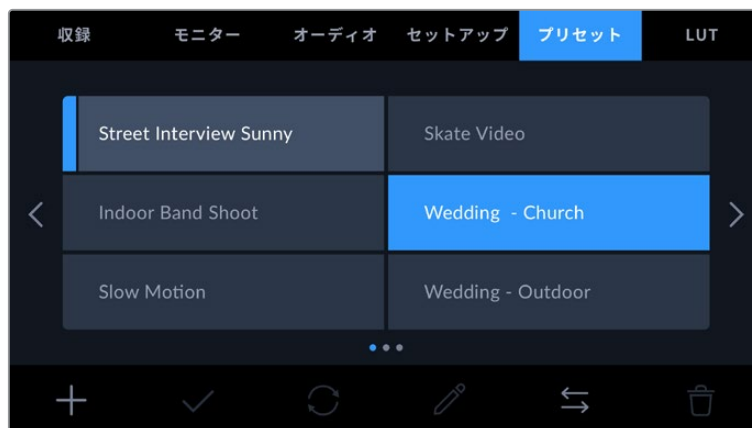 収録 モニター オーディオ セットアップ プリセット LUT
Street Interview Sunny Skate Video
Indoor Band Shoot Wedding - Church
Slow Motion Wedding - Outdoor